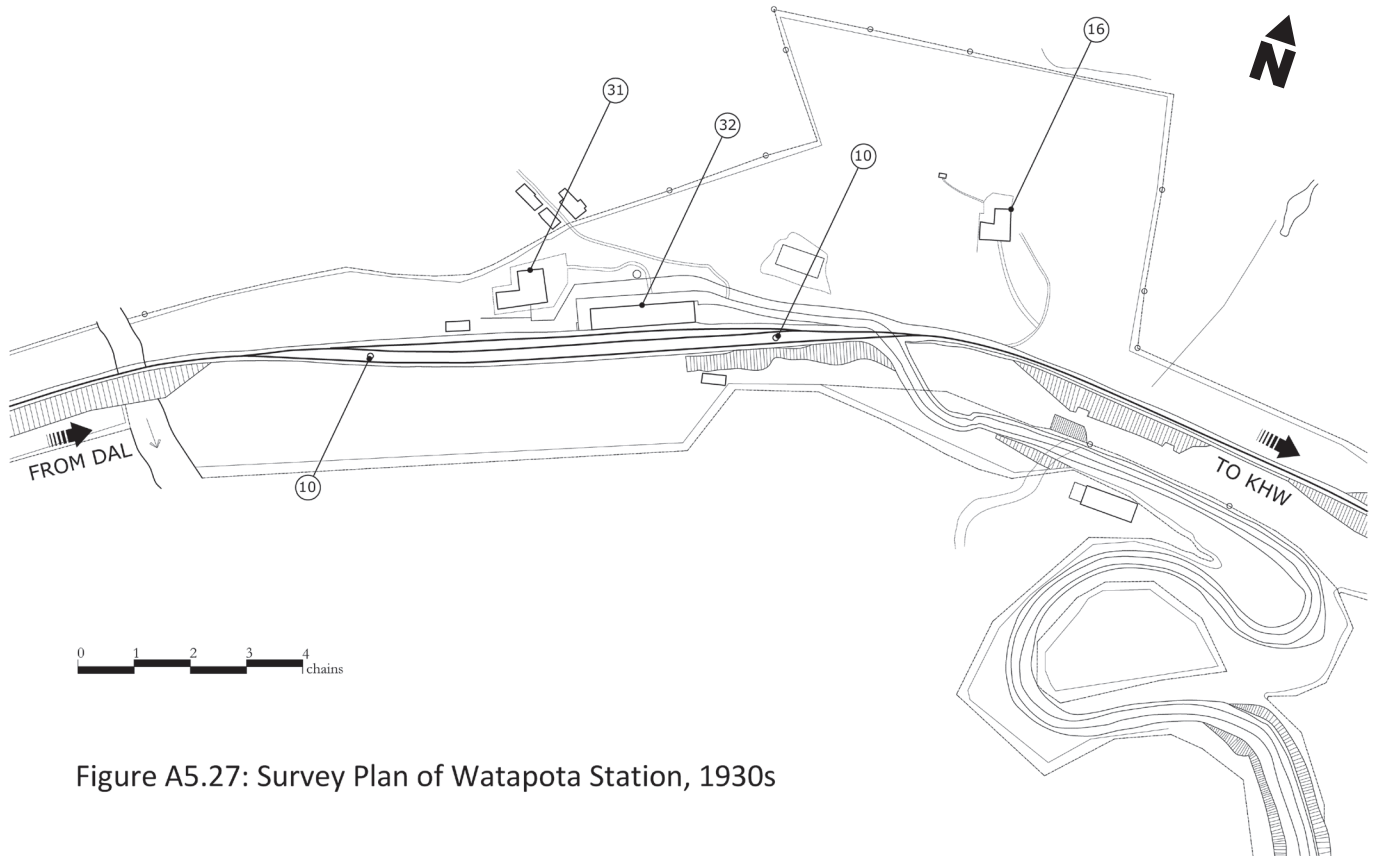 16
N
31
32
10
FROM DAL
TO KHW
10
0 1 2 3 4
chains
Figure A5.27: Survey Plan of Watapota Station, 1930s